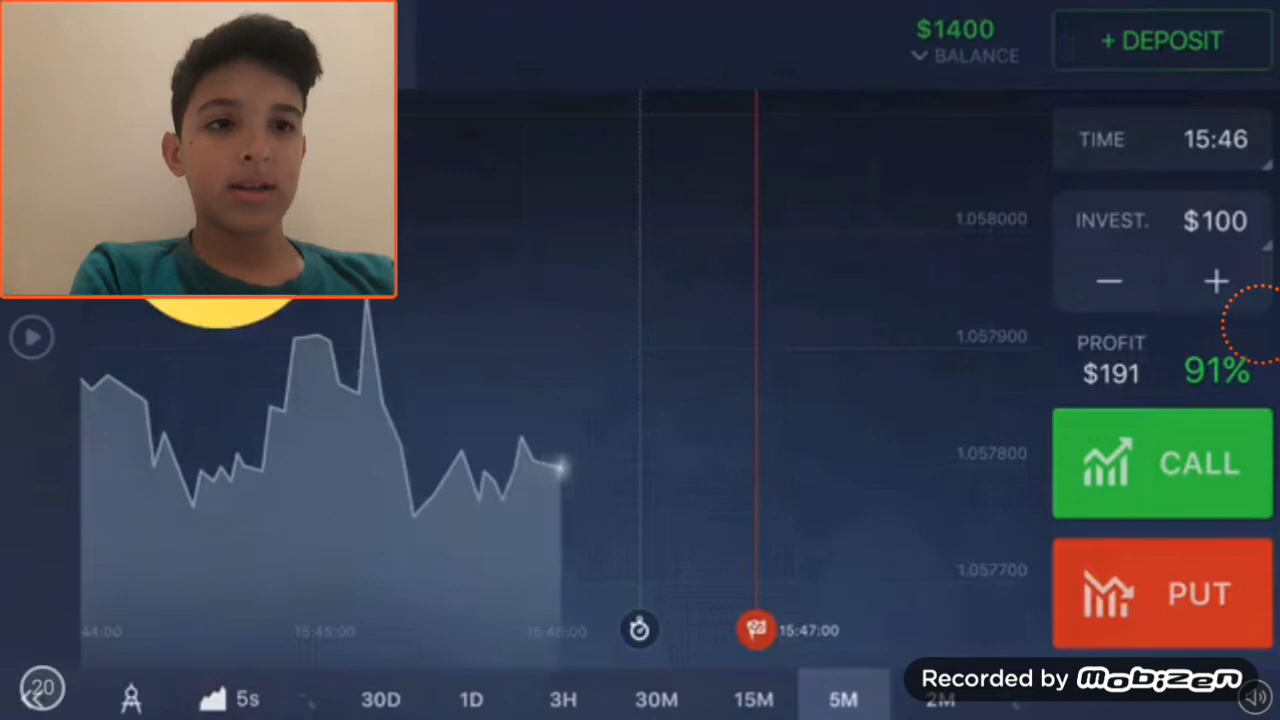 $1400
BALANCE
+ DEPOSIT
TIME 15:46
INVEST. $100
− +
PROFIT
$191 91%
CALL
PUT
1.058000
1.057900
1.057800
1.057700
44:00 15:45:00 15:46:00 15:47:00
20 5s 30D 1D 3H 30M 15M 5M 2M
Recorded by mobizen